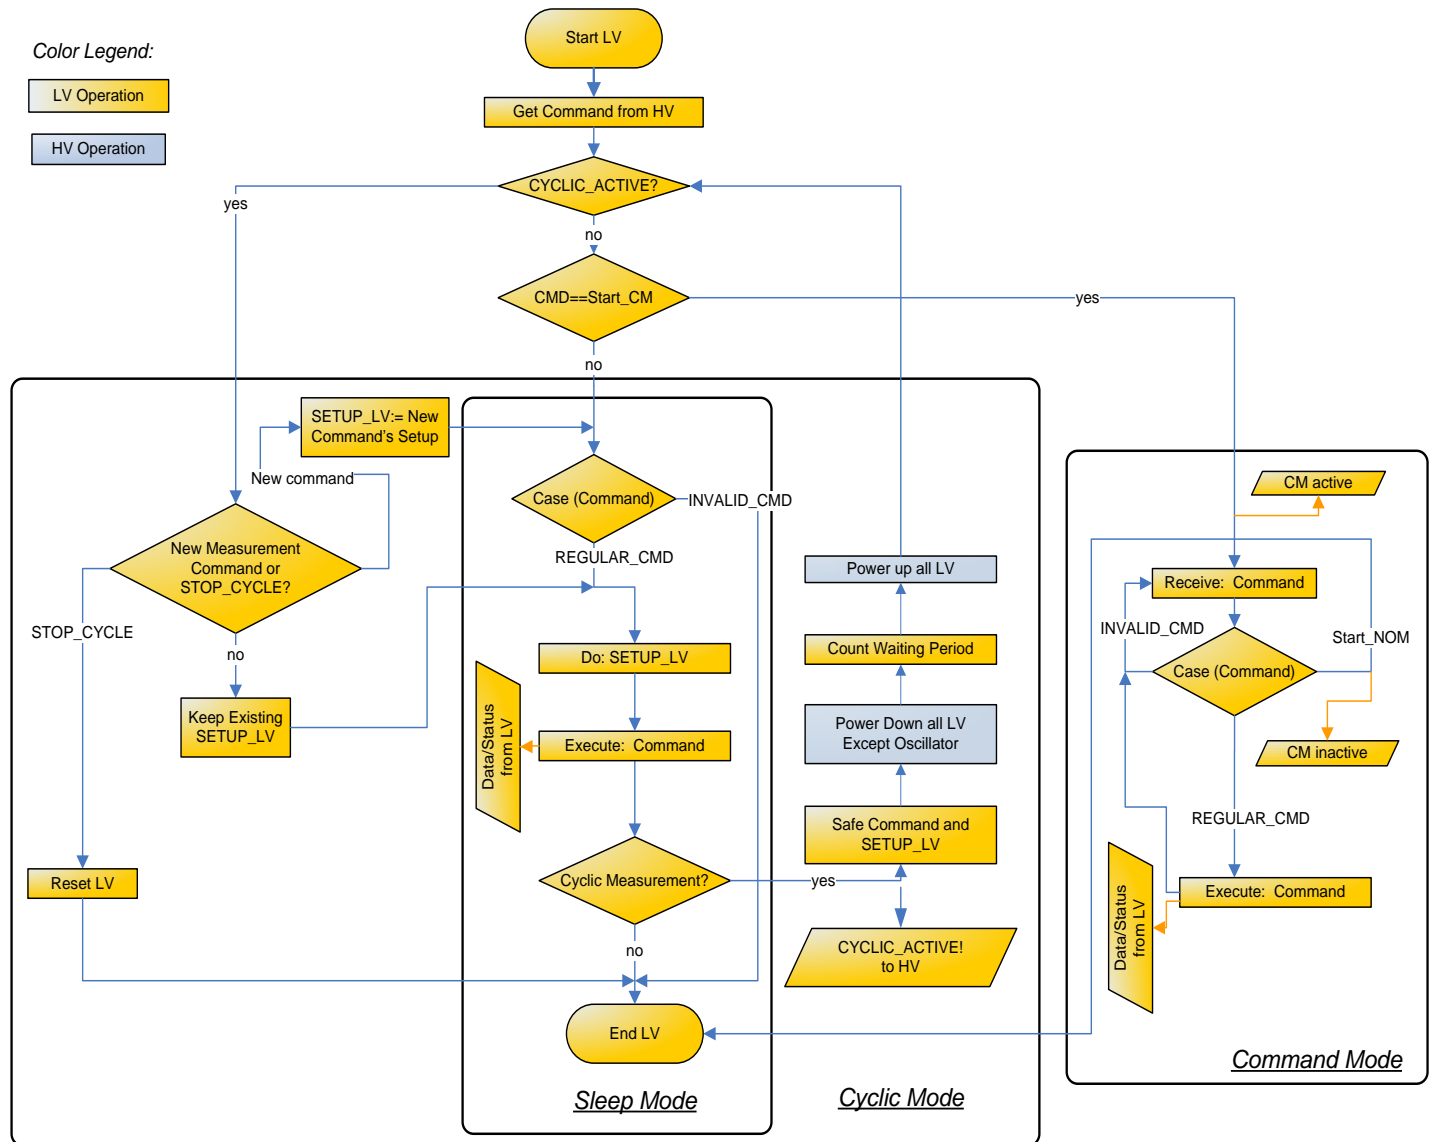 Start LV
Color Legend:
LV Operation
Get Command from HV
HV Operation
CYCLIC_ACTIVE?
yes
no
CMD==Start_CM
yes
no
SETUP_LV:= New
Command's Setup
New command
Case (Command)
INVALID_CMD
REGULAR_CMD
New Measurement
Command or
STOP_CYCLE?
STOP_CYCLE
no
Keep Existing
SETUP_LV
Reset LV
Do: SETUP_LV
Execute: Command
Data/Status
from LV
Cyclic Measurement?
yes
no
End LV
Sleep Mode
Power up all LV
Count Waiting Period
Power Down all LV
Except Oscillator
Safe Command and
SETUP_LV
CYCLIC_ACTIVE!
to HV
Cyclic Mode
CM active
Receive: Command
INVALID_CMD
Start_NOM
Case (Command)
CM inactive
REGULAR_CMD
Execute: Command
Data/Status
from LV
Command Mode